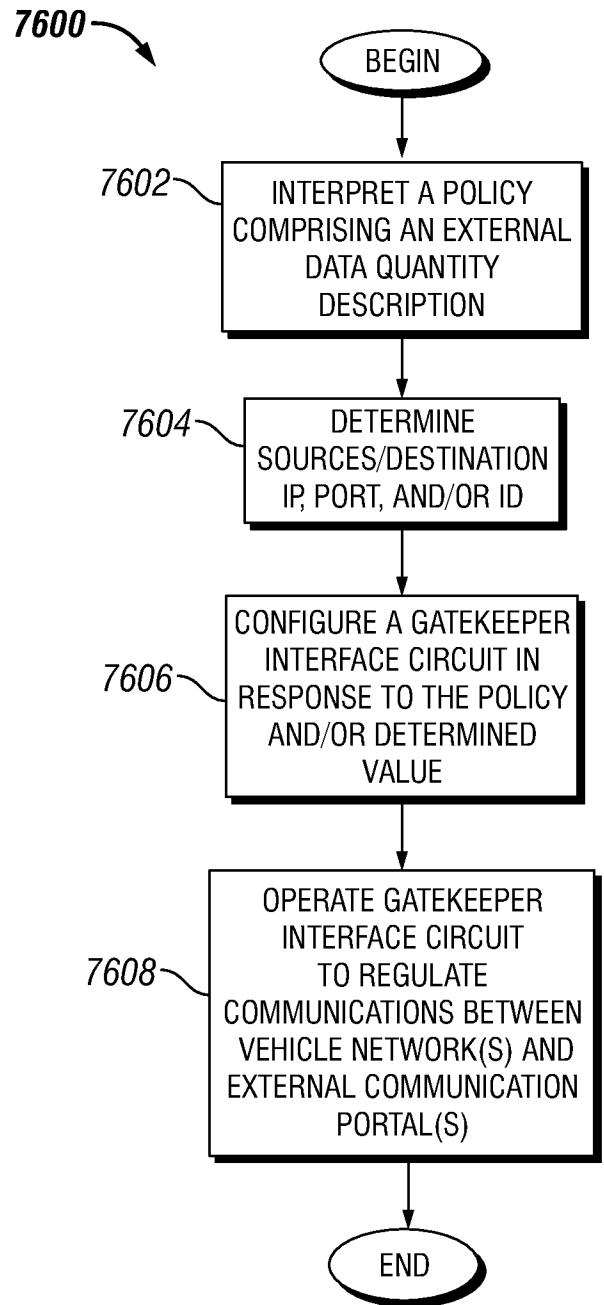 7600
BEGIN
7602
INTERPRET A POLICY
COMPRISING AN EXTERNAL
DATA QUANTITY
DESCRIPTION
7604
DETERMINE
SOURCES/DESTINATION
IP, PORT, AND/OR ID
7606
CONFIGURE A GATEKEEPER
INTERFACE CIRCUIT IN
RESPONSE TO THE POLICY
AND/OR DETERMINED
VALUE
7608
OPERATE GATEKEEPER
INTERFACE CIRCUIT
TO REGULATE
COMMUNICATIONS BETWEEN
VEHICLE NETWORK(S) AND
EXTERNAL COMMUNICATION
PORTAL(S)
END